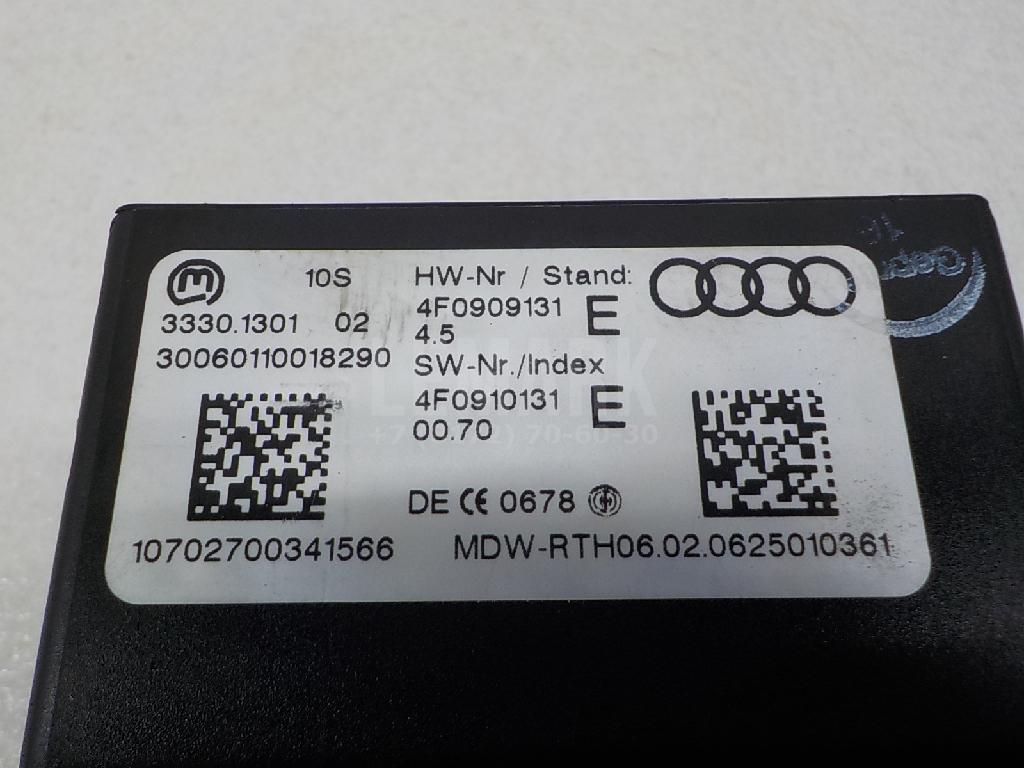 m 10S
3330.1301 02
30060110018290
HW-Nr / Stand:
4F0909131 E
4.5
SW-Nr./Index
4F0910131 E
00.70
DE CE 0678
10702700341566
MDW-RTH06.02.0625010361